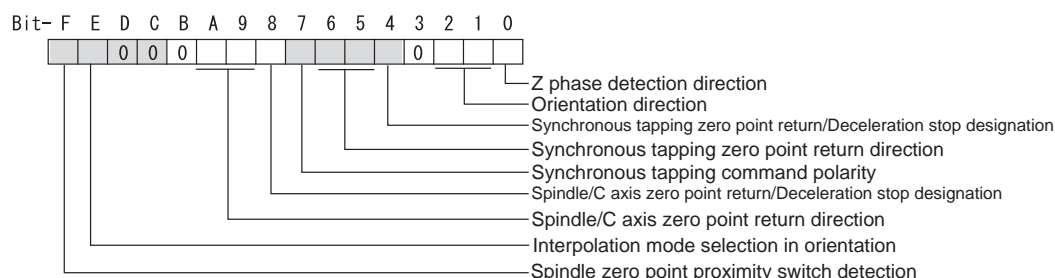 Bit- F E D C B A 9 8 7 6 5 4 3 2 1 0
0 0 0 0
Z phase detection direction
Orientation direction
Synchronous tapping zero point return/Deceleration stop designation
Synchronous tapping zero point return direction
Synchronous tapping command polarity
Spindle/C axis zero point return/Deceleration stop designation
Spindle/C axis zero point return direction
Interpolation mode selection in orientation
Spindle zero point proximity switch detection